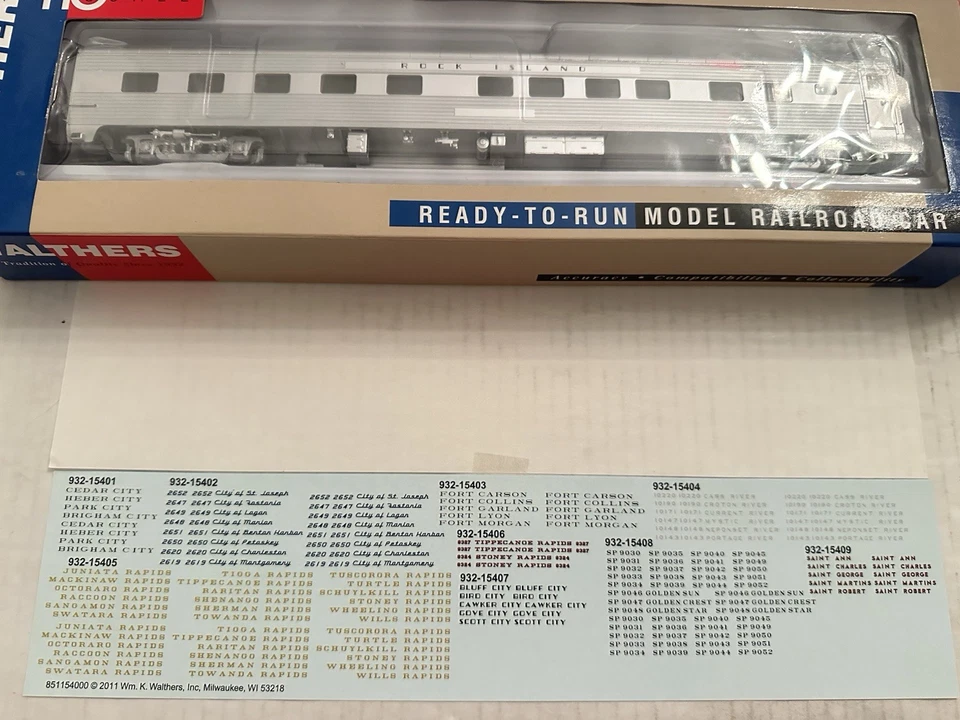 HO
ROCK ISLAND
READY-TO-RUN MODEL RAILROAD CAR
ALTHERS
Accuracy • Compatibility • Collectibility
932-15401
CEDAR CITY
HEBER CITY
PARK CITY
BRIGHAM CITY
CEDAR CITY
HEBER CITY
PARK CITY
BRIGHAM CITY
932-15402
2652 2652 City of St. Joseph
2647 2647 City of Fostoria
2649 2649 City of Logan
2648 2648 City of Marion
2651 2651 City of Benton Harbor
2650 2650 City of Petoskey
2620 2620 City of Charleston
2619 2619 City of Montgomery
2652 2652 City of St. Joseph
2647 2647 City of Fostoria
2649 2649 City of Logan
2648 2648 City of Marion
2651 2651 City of Benton Harbor
2650 2650 City of Petoskey
2620 2620 City of Charleston
2619 2619 City of Montgomery
932-15403
FORT CARSON FORT CARSON
FORT COLLINS FORT COLLINS
FORT GARLAND FORT GARLAND
FORT LYON FORT LYON
FORT MORGAN FORT MORGAN
932-15404
932-15405
JUNIATA RAPIDS TIOGA RAPIDS TUSCORORA RAPIDS
MACKINAW RAPIDS TIPPECANOE RAPIDS TURTLE RAPIDS
OCTORARO RAPIDS RARITAN RAPIDS SCHUYLKILL RAPIDS
RACCOON RAPIDS SHENANGO RAPIDS STONEY RAPIDS
SANGAMON RAPIDS SHERMAN RAPIDS WHEELING RAPIDS
SWATARA RAPIDS TOWANDA RAPIDS WILLS RAPIDS
JUNIATA RAPIDS TIOGA RAPIDS TUSCORORA RAPIDS
MACKINAW RAPIDS TIPPECANOE RAPIDS TURTLE RAPIDS
OCTORARO RAPIDS RARITAN RAPIDS SCHUYLKILL RAPIDS
RACCOON RAPIDS SHENANGO RAPIDS STONEY RAPIDS
SANGAMON RAPIDS SHERMAN RAPIDS WHEELING RAPIDS
SWATARA RAPIDS TOWANDA RAPIDS WILLS RAPIDS
932-15406
8387 TIPPECANOE RAPIDS 8387
8387 TIPPECANOE RAPIDS 8387
8384 STONEY RAPIDS 8384
8384 STONEY RAPIDS 8384
932-15407
BLUFF CITY BLUFF CITY
BIRD CITY BIRD CITY
CAWKER CITY CAWKER CITY
GOVE CITY GOVE CITY
SCOTT CITY SCOTT CITY
932-15408
SP 9030 SP 9035 SP 9040 SP 9045
SP 9031 SP 9036 SP 9041 SP 9049
SP 9032 SP 9037 SP 9042 SP 9050
SP 9033 SP 9038 SP 9043 SP 9051
SP 9034 SP 9039 SP 9044 SP 9052
SP 9046 GOLDEN SUN SP 9046 GOLDEN SUN
SP 9047 GOLDEN CREST SP 9047 GOLDEN CREST
SP 9048 GOLDEN STAR SP 9048 GOLDEN STAR
SP 9030 SP 9035 SP 9040 SP 9045
SP 9031 SP 9036 SP 9041 SP 9049
SP 9032 SP 9037 SP 9042 SP 9050
SP 9033 SP 9038 SP 9043 SP 9051
SP 9034 SP 9039 SP 9044 SP 9052
932-15409
SAINT ANN SAINT ANN
SAINT CHARLES SAINT CHARLES
SAINT GEORGE SAINT GEORGE
SAINT MARTINS SAINT MARTINS
SAINT ROBERT SAINT ROBERT
851154000 © 2011 Wm. K. Walthers, Inc, Milwaukee, WI 53218